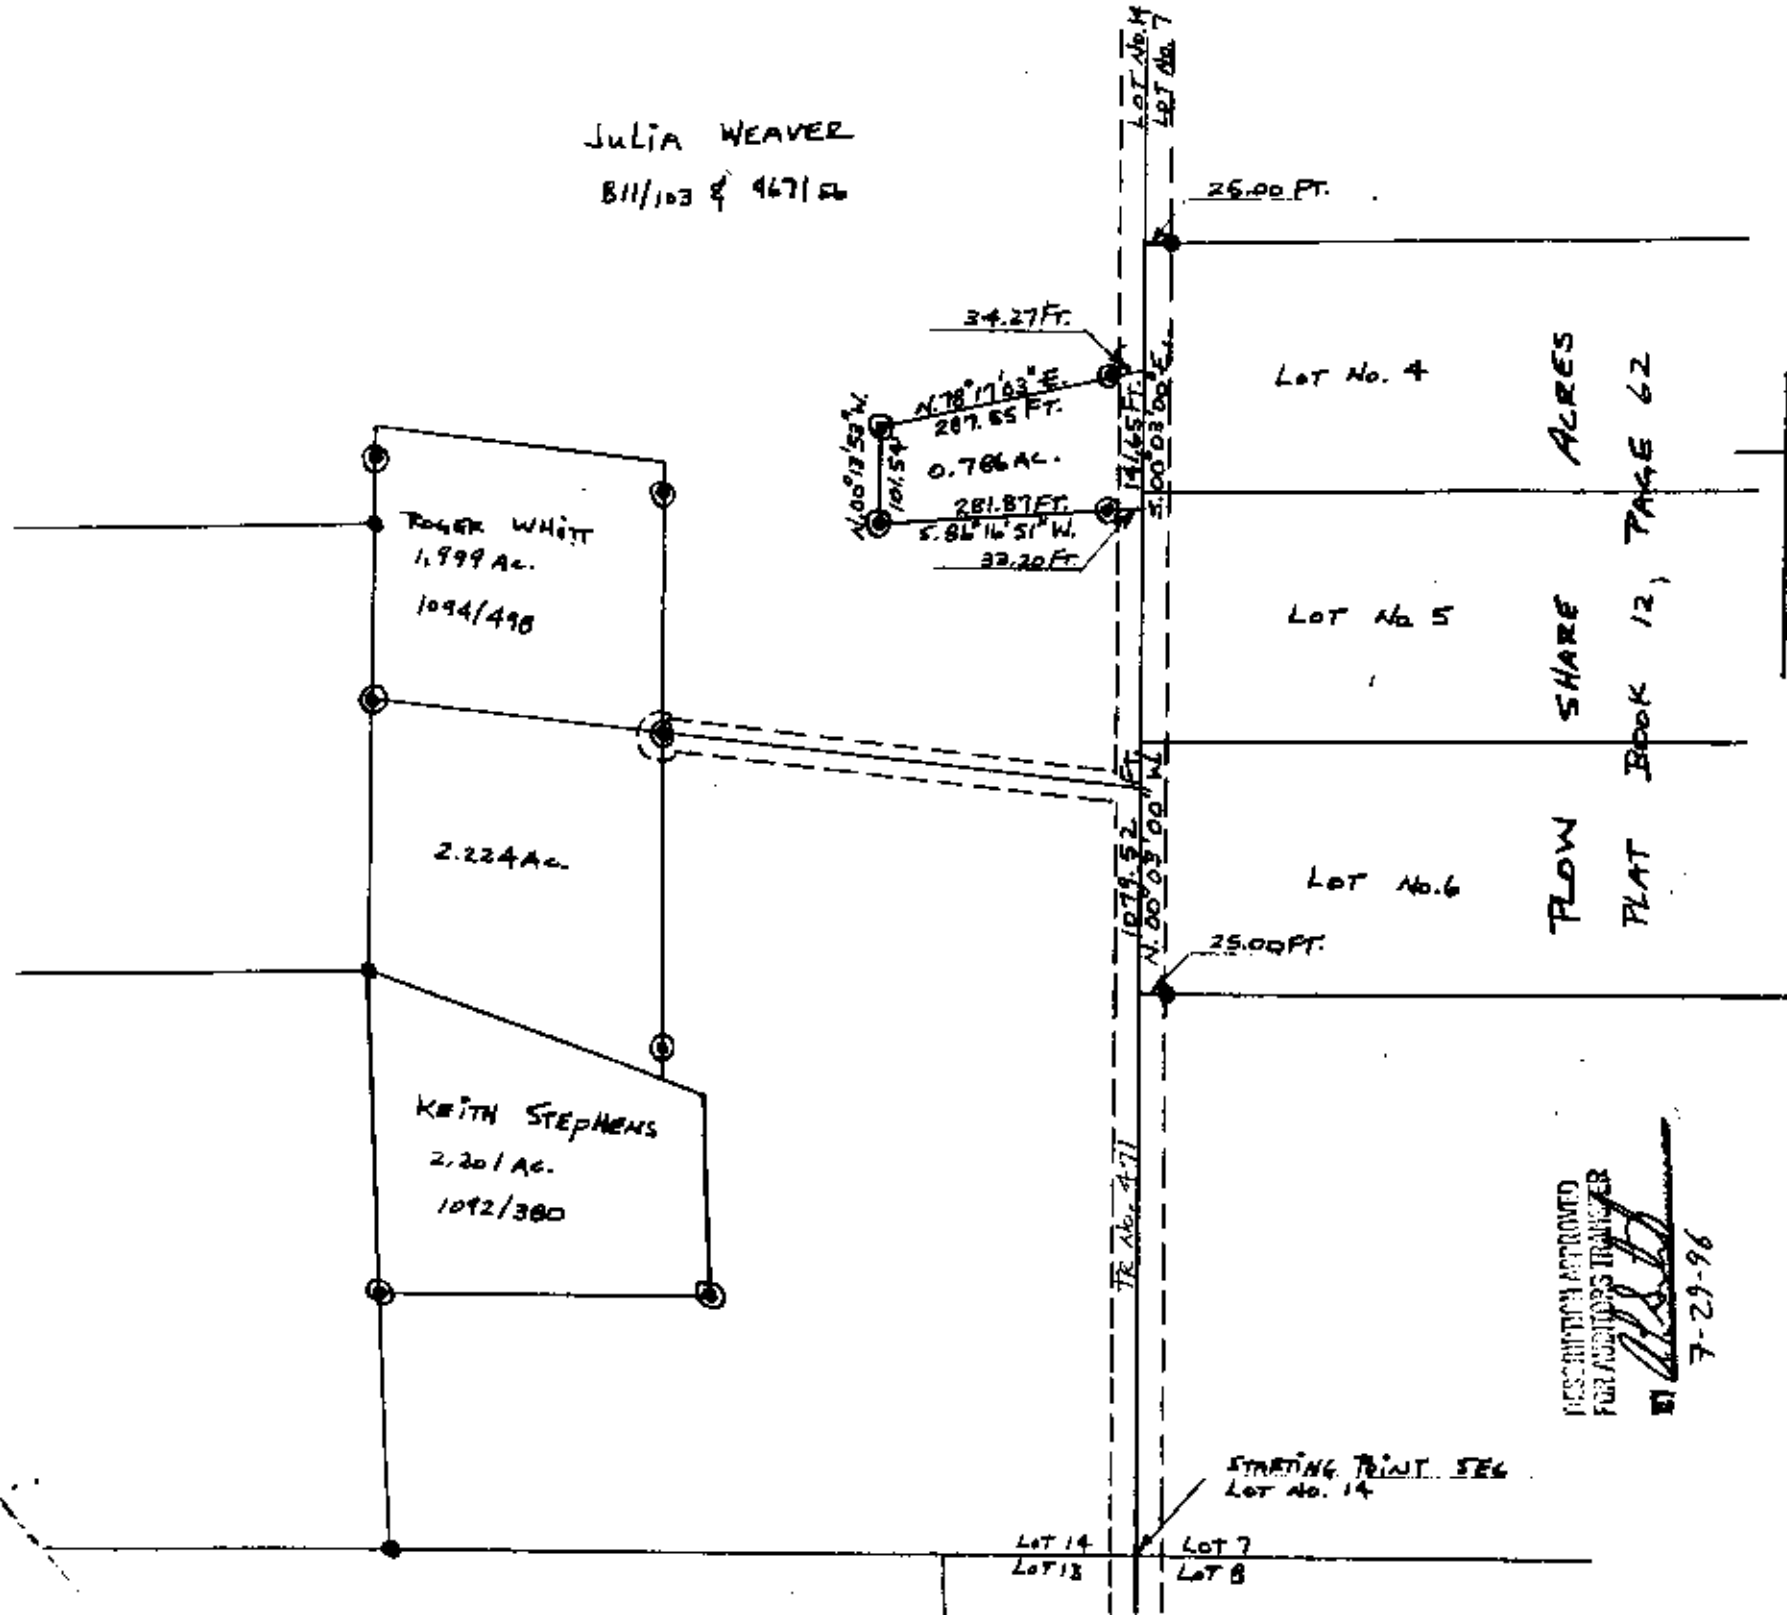 LOT No. 14
LOT No. 7
JULIA WEAVER
811/103 & 467/56
25.00 FT.
34.27 FT.
N.78°17'03"E.
287.55 FT.
N.00°13'53"W.
101.54'
0.786 AC.
281.87 FT.
S.86°16'51"W.
33.20 FT.
141.65 FT.
S.00°03'00"E.
LOT No. 4
ROGER WHITT
1.999 AC.
1094/498
LOT No. 5
PLOW SHARE ACRES
PLAT BOOK 12, PAGE 62
2.224 AC.
1079.52 FT.
N.00°03'00"W.
LOT No. 6
25.00 FT.
KEITH STEPHENS
2.201 AC.
1092/380
TR No. 471
DESCRIPTION APPROVED
FOR AUDITORS TRANSFER
7-29-96
STARTING POINT SEC
LOT No. 14
LOT 14
LOT 13
LOT 7
LOT 8